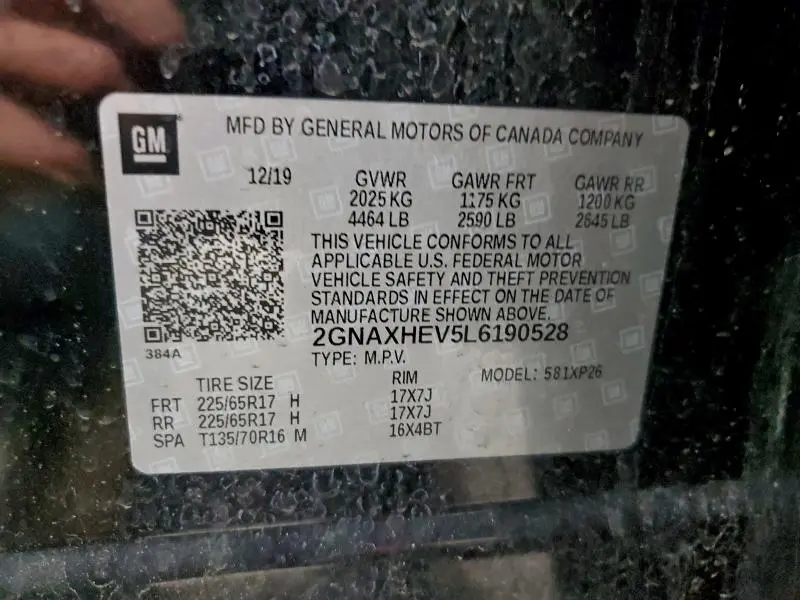 GM
MFD BY GENERAL MOTORS OF CANADA COMPANY
12/19 GVWR GAWR FRT GAWR RR
2025 KG 1175 KG 1200 KG
4464 LB 2590 LB 2645 LB
THIS VEHICLE CONFORMS TO ALL
APPLICABLE U.S. FEDERAL MOTOR
VEHICLE SAFETY AND THEFT PREVENTION
STANDARDS IN EFFECT ON THE DATE OF
MANUFACTURE SHOWN ABOVE.
2GNAXHEV5L6190528
384A
TYPE: M.P.V.
MODEL: 581XP26
TIRE SIZE RIM
FRT 225/65R17 H 17X7J
RR 225/65R17 H 17X7J
SPA T135/70R16 M 16X4BT